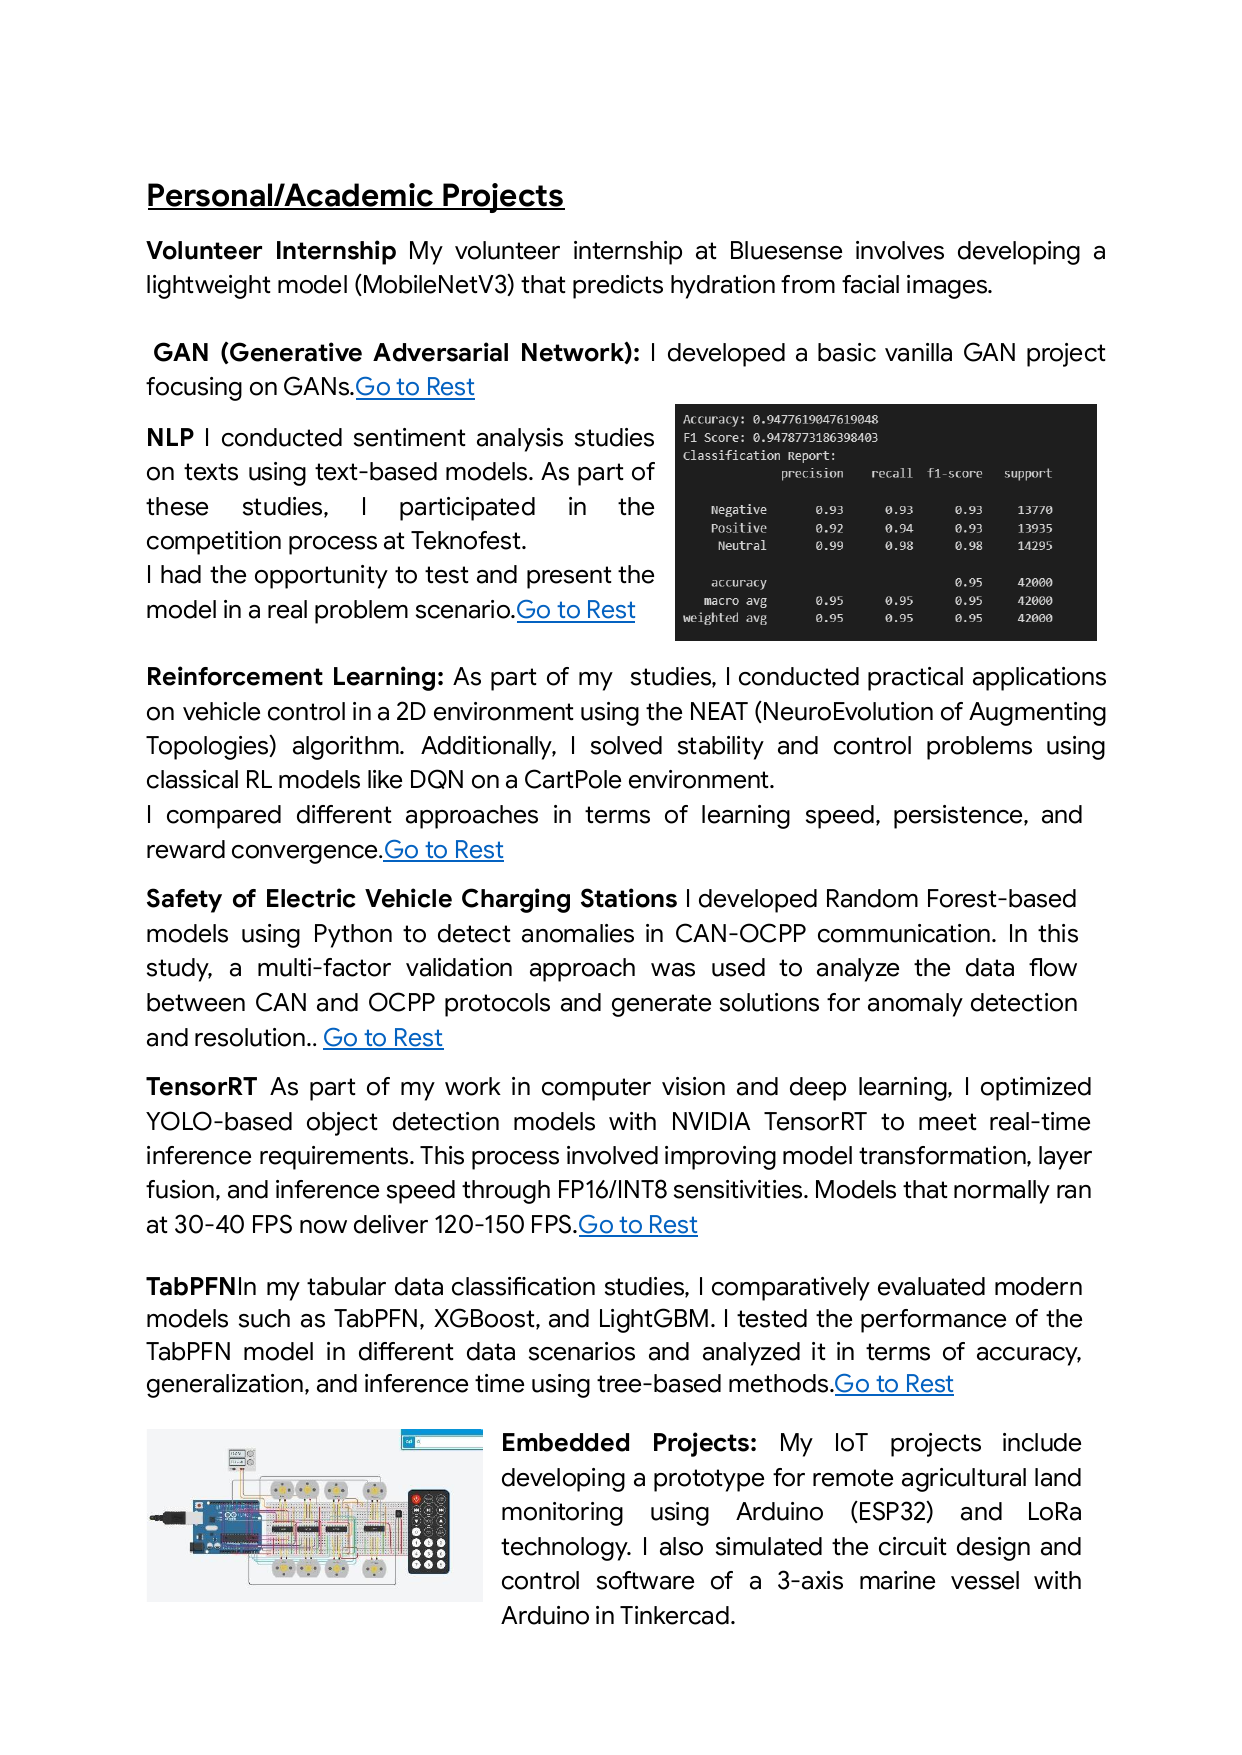 Personal/Academic Projects
Volunteer Internship My volunteer internship at Bluesense involves developing a
lightweight model (MobileNetV3) that predicts hydration from facial images.
GAN (Generative Adversarial Network): I developed a basic vanilla GAN project
focusing on GANs.Go to Rest
NLP I conducted sentiment analysis studies
on texts using text-based models. As part of
these studies, I participated in the
competition process at Teknofest.
I had the opportunity to test and present the
model in a real problem scenario.Go to Rest
Accuracy: 0.9477619047619048
F1 Score: 0.9478773186398403
Classification Report:
precision recall f1-score support
Negative 0.93 0.93 0.93 13770
Positive 0.92 0.94 0.93 13935
Neutral 0.99 0.98 0.98 14295
accuracy 0.95 42000
macro avg 0.95 0.95 0.95 42000
weighted avg 0.95 0.95 0.95 42000
Reinforcement Learning: As part of my studies, I conducted practical applications
on vehicle control in a 2D environment using the NEAT (NeuroEvolution of Augmenting
Topologies) algorithm. Additionally, I solved stability and control problems using
classical RL models like DQN on a CartPole environment.
I compared different approaches in terms of learning speed, persistence, and
reward convergence.Go to Rest
Safety of Electric Vehicle Charging Stations I developed Random Forest-based
models using Python to detect anomalies in CAN-OCPP communication. In this
study, a multi-factor validation approach was used to analyze the data flow
between CAN and OCPP protocols and generate solutions for anomaly detection
and resolution.. Go to Rest
TensorRT As part of my work in computer vision and deep learning, I optimized
YOLO-based object detection models with NVIDIA TensorRT to meet real-time
inference requirements. This process involved improving model transformation, layer
fusion, and inference speed through FP16/INT8 sensitivities. Models that normally ran
at 30-40 FPS now deliver 120-150 FPS.Go to Rest
TabPFNIn my tabular data classification studies, I comparatively evaluated modern
models such as TabPFN, XGBoost, and LightGBM. I tested the performance of the
TabPFN model in different data scenarios and analyzed it in terms of accuracy,
generalization, and inference time using tree-based methods.Go to Rest
Embedded Projects: My IoT projects include
developing a prototype for remote agricultural land
monitoring using Arduino (ESP32) and LoRa
technology. I also simulated the circuit design and
control software of a 3-axis marine vessel with
Arduino in Tinkercad.